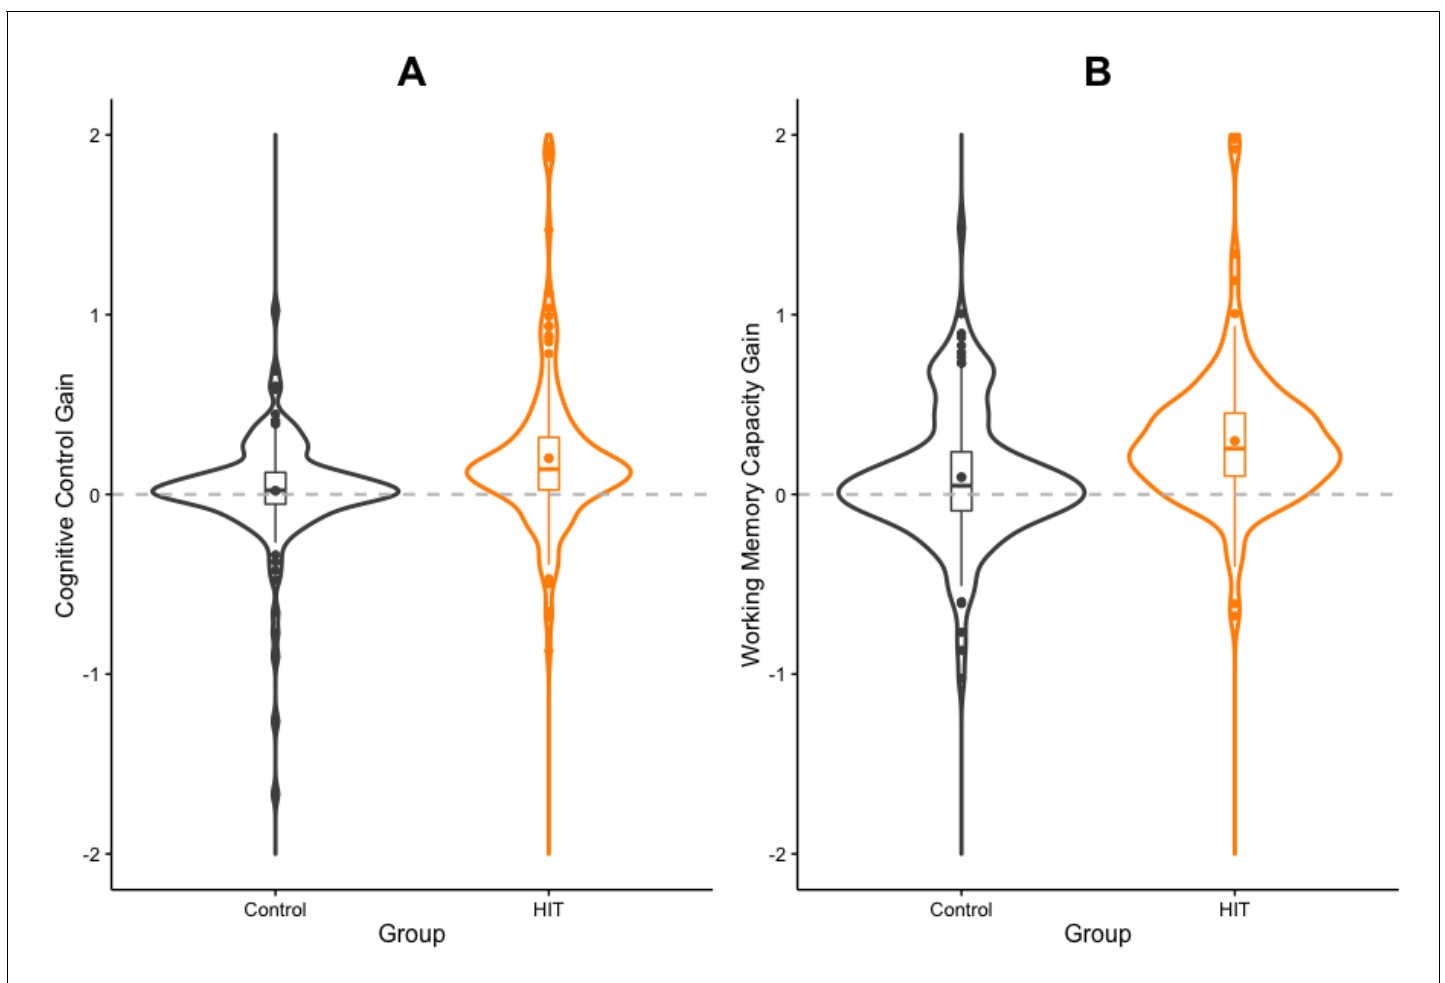 A
B
Cognitive Control Gain
2
1
0
-1
-2
Control
HIT
Group
Working Memory Capacity Gain
2
1
0
-1
-2
Control
HIT
Group